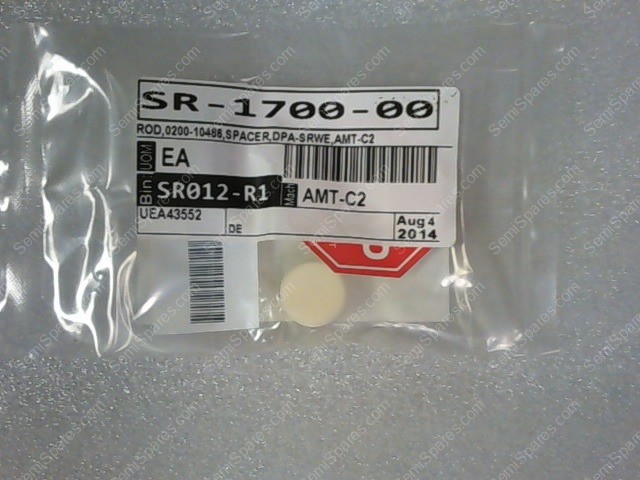 SR-1700-00
ROD,0200-10466,SPACER,DPA-SRWE,AMT-C2
UOM EA
Bin: SR012-R1 AMT-C2
UEA43552 DE Aug 4
2014
SemiSpares.com